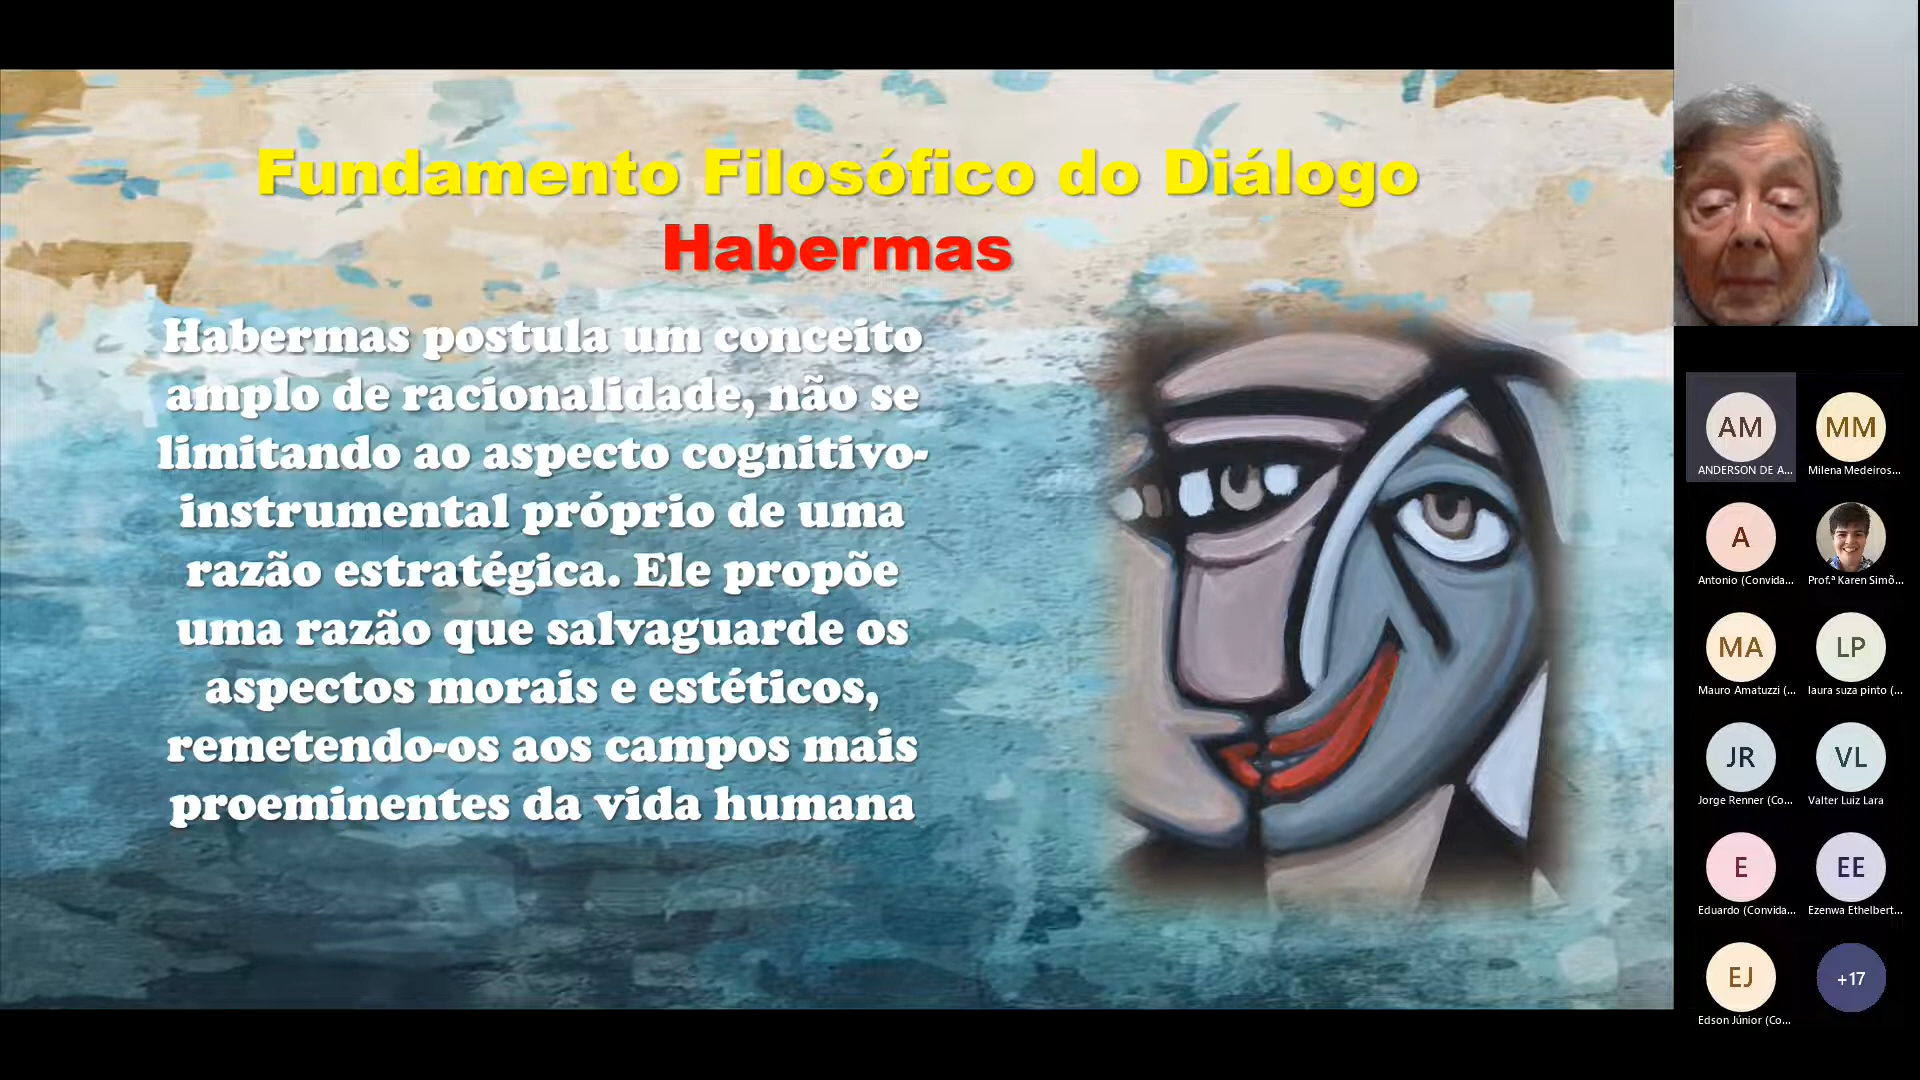 Fundamento Filosófico do Diálogo
Habermas
Habermas postula um conceito
amplo de racionalidade, não se
limitando ao aspecto cognitivo-
instrumental próprio de uma
razão estratégica. Ele propõe
uma razão que salvaguarde os
aspectos morais e estéticos,
remetendo-os aos campos mais
proeminentes da vida humana
AM
ANDERSON DE A...
MM
Milena Medeiros...
A
Antonio (Convida...
Prof.ª Karen Simõ...
MA
Mauro Amatuzzi (...
LP
laura suza pinto (...
JR
Jorge Renner (Co...
VL
Valter Luiz Lara
E
Eduardo (Convida...
EE
Ezenwa Ethelbert...
EJ
Edson Júnior (Co...
+17